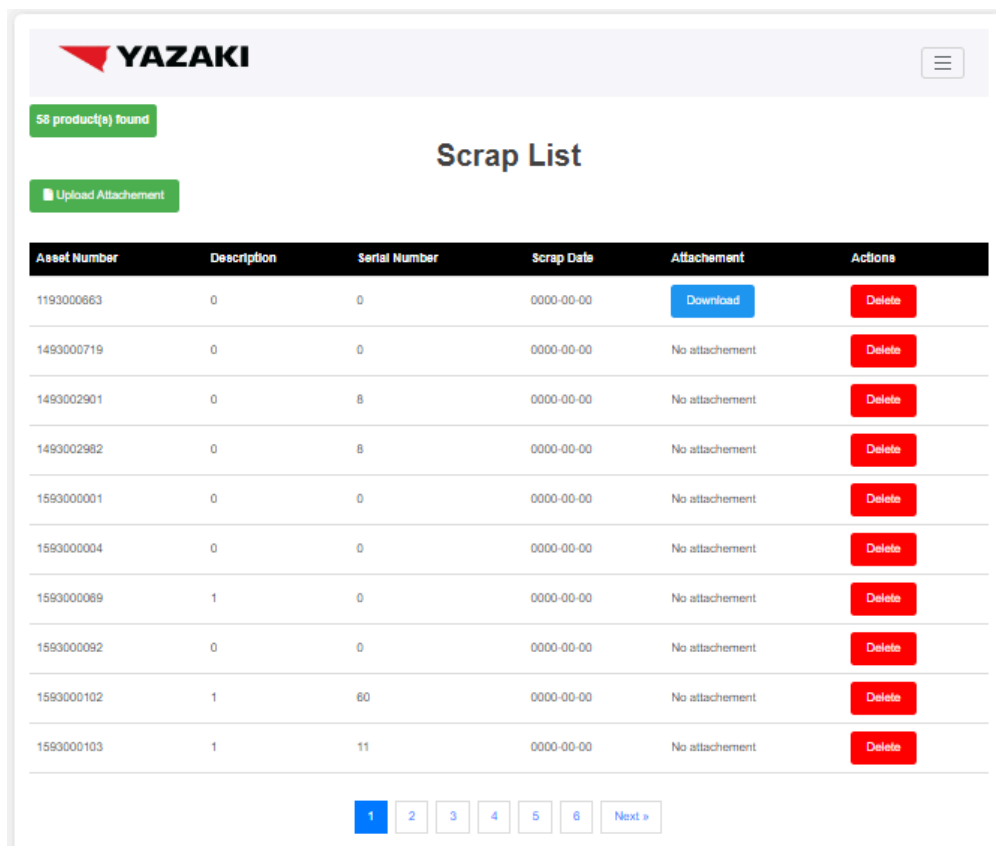 YAZAKI
58 product(s) found
Scrap List
Upload Attachement
Asset Number Description Serial Number Scrap Date Attachement Actions
1193000663 0 0 0000-00-00 Download Delete
1493000719 0 0 0000-00-00 No attachement Delete
1493002901 0 8 0000-00-00 No attachement Delete
1493002982 0 8 0000-00-00 No attachement Delete
1593000001 0 0 0000-00-00 No attachement Delete
1593000004 0 0 0000-00-00 No attachement Delete
1593000069 1 0 0000-00-00 No attachement Delete
1593000092 0 0 0000-00-00 No attachement Delete
1593000102 1 60 0000-00-00 No attachement Delete
1593000103 1 11 0000-00-00 No attachement Delete
1 2 3 4 5 6 Next »